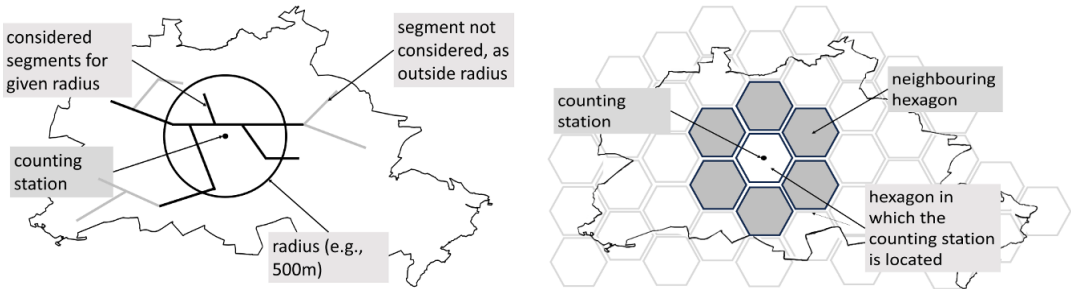 considered
segments for
given radius
segment not
considered, as
outside radius
counting
station
radius (e.g.,
500m)
counting
station
neighbouring
hexagon
hexagon in
which the
counting station
is located